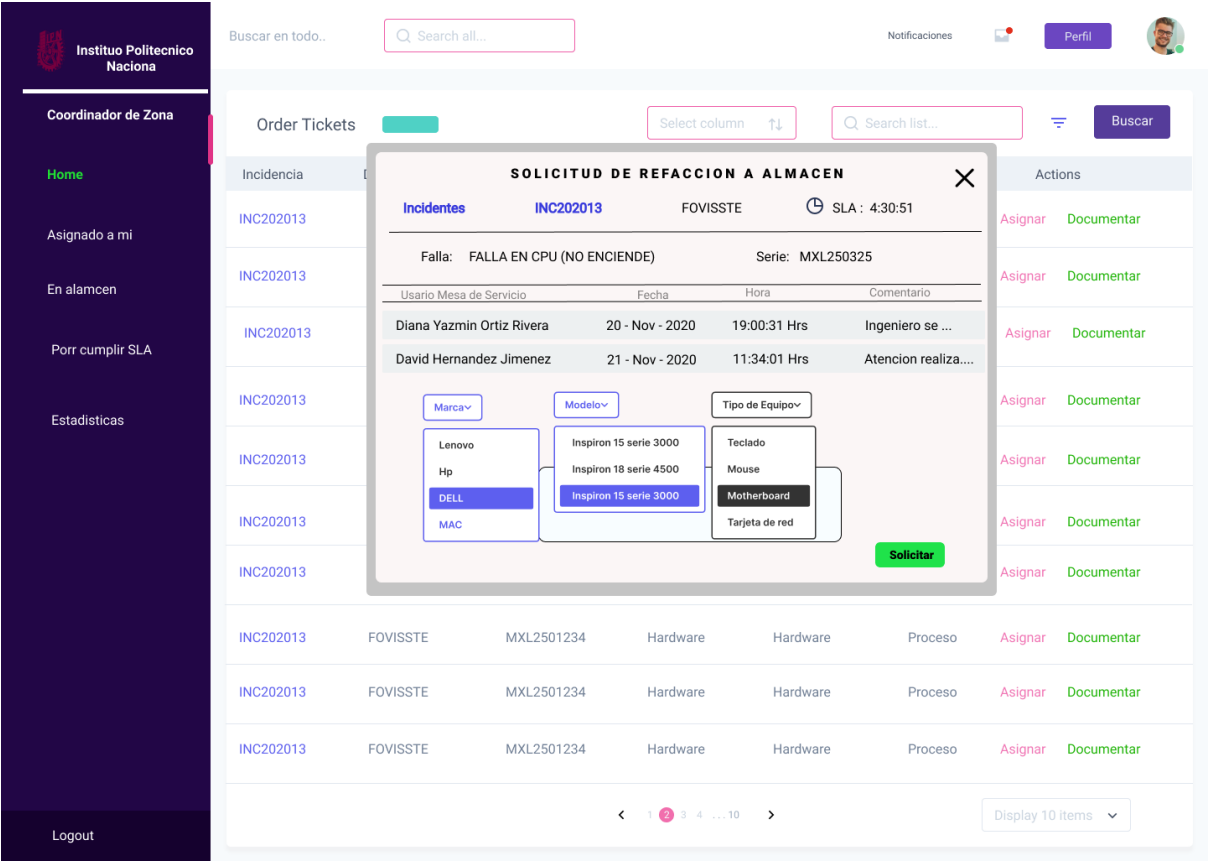 Instituo Politecnico
Naciona
Coordinador de Zona
Home
Asignado a mi
En alamcen
Porr cumplir SLA
Estadisticas
Logout
Buscar en todo..
Search all...
Notificaciones
Perfil
Order Tickets
Select column
Search list...
Buscar
Incidencia
Actions
INC202013 Asignar Documentar
INC202013 Asignar Documentar
INC202013 Asignar Documentar
INC202013 Asignar Documentar
INC202013 Asignar Documentar
INC202013 Asignar Documentar
INC202013 Asignar Documentar
SOLICITUD DE REFACCION A ALMACEN
Incidentes INC202013 FOVISSTE SLA : 4:30:51
Falla: FALLA EN CPU (NO ENCIENDE) Serie: MXL250325
Usario Mesa de Servicio Fecha Hora Comentario
Diana Yazmin Ortiz Rivera 20 - Nov - 2020 19:00:31 Hrs Ingeniero se ...
David Hernandez Jimenez 21 - Nov - 2020 11:34:01 Hrs Atencion realiza....
Marca
Lenovo
Hp
DELL
MAC
Modelo
Inspiron 15 serie 3000
Inspiron 18 serie 4500
Inspiron 15 serie 3000
Tipo de Equipo
Teclado
Mouse
Motherboard
Tarjeta de red
Solicitar
INC202013 FOVISSTE MXL2501234 Hardware Hardware Proceso Asignar Documentar
INC202013 FOVISSTE MXL2501234 Hardware Hardware Proceso Asignar Documentar
INC202013 FOVISSTE MXL2501234 Hardware Hardware Proceso Asignar Documentar
1 2 3 4 ... 10
Display 10 items